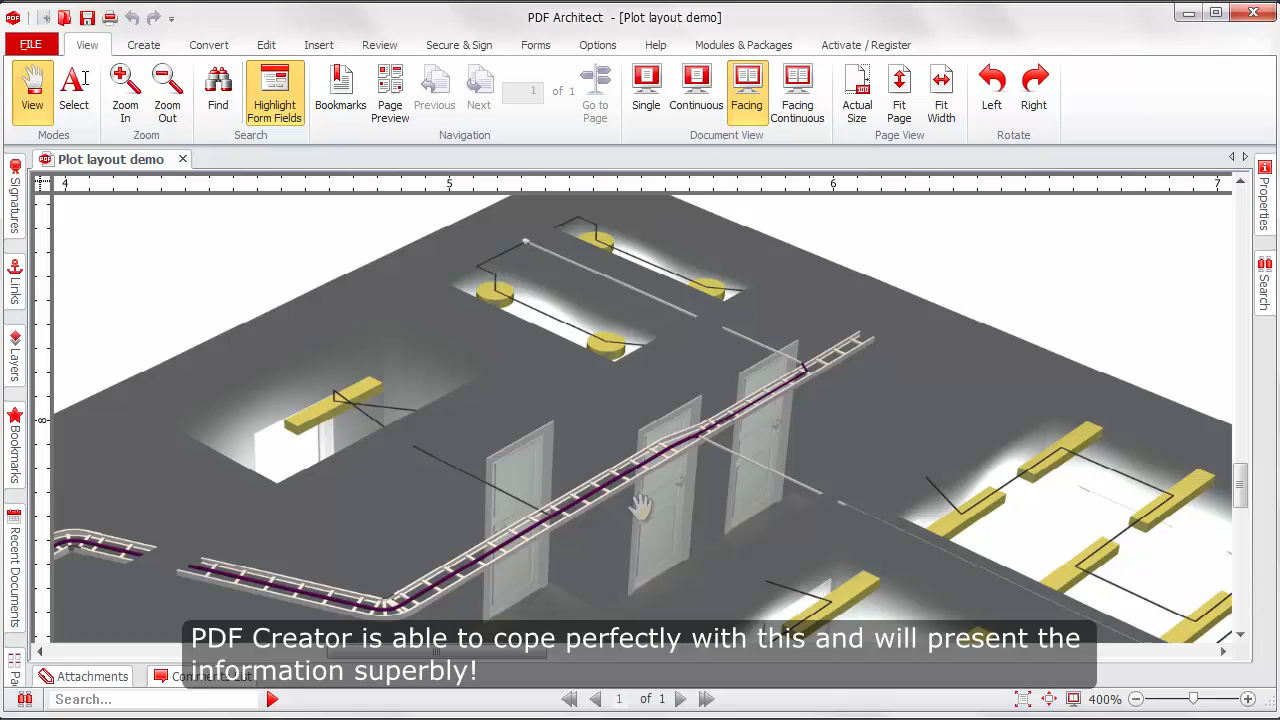 PDF Architect - [Plot layout demo]
FILE View Create Convert Edit Insert Review Secure & Sign Forms Options Help Modules & Packages Activate / Register
View Select Zoom In Zoom Out Find Highlight Form Fields Bookmarks Page Preview Previous Next 1 of 1 Go to Page Single Continuous Facing Facing Continuous Actual Size Fit Page Fit Width Left Right
Modes Zoom Search Navigation Document View Page View Rotate
Plot layout demo
4 5 6 7
8
Signatures
Links
Layers
Bookmarks
Recent Documents
Pa
Properties
Search
PDF Creator is able to cope perfectly with this and will present the
information superbly!
Attachments Comments List
Search... 1 of 1 400%